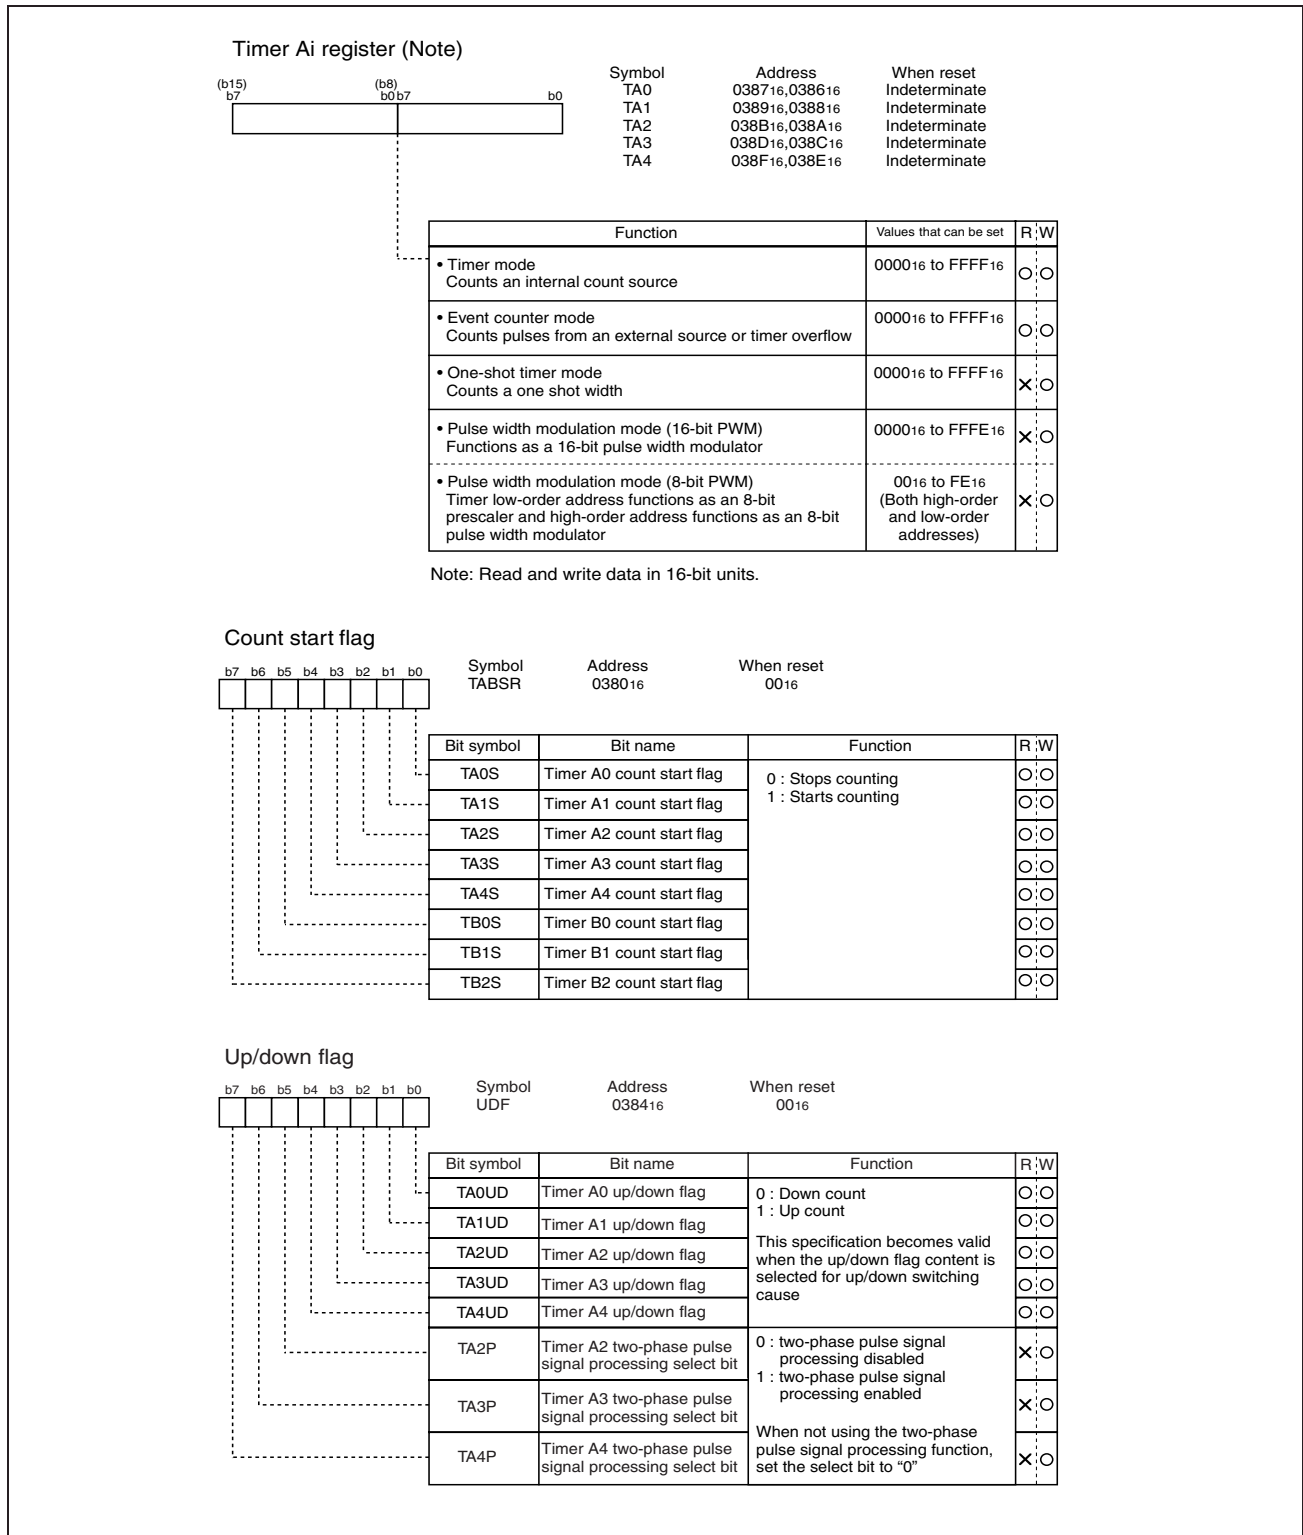 Timer Ai register (Note)
(b15) (b8)
b7 b0 b7 b0
Symbol Address When reset
TA0 038716,038616 Indeterminate
TA1 038916,038816 Indeterminate
TA2 038B16,038A16 Indeterminate
TA3 038D16,038C16 Indeterminate
TA4 038F16,038E16 Indeterminate
Function Values that can be set R W
• Timer mode 000016 to FFFF16
Counts an internal count source
• Event counter mode 000016 to FFFF16
Counts pulses from an external source or timer overflow
• One-shot timer mode 000016 to FFFF16
Counts a one shot width
• Pulse width modulation mode (16-bit PWM) 000016 to FFFE16
Functions as a 16-bit pulse width modulator
• Pulse width modulation mode (8-bit PWM) 0016 to FE16
Timer low-order address functions as an 8-bit (Both high-order
prescaler and high-order address functions as an 8-bit and low-order
pulse width modulator addresses)
Note: Read and write data in 16-bit units.
Count start flag
b7 b6 b5 b4 b3 b2 b1 b0
Symbol Address When reset
TABSR 038016 0016
Bit symbol Bit name Function R W
TA0S Timer A0 count start flag 0 : Stops counting
TA1S Timer A1 count start flag 1 : Starts counting
TA2S Timer A2 count start flag
TA3S Timer A3 count start flag
TA4S Timer A4 count start flag
TB0S Timer B0 count start flag
TB1S Timer B1 count start flag
TB2S Timer B2 count start flag
Up/down flag
b7 b6 b5 b4 b3 b2 b1 b0
Symbol Address When reset
UDF 038416 0016
Bit symbol Bit name Function R W
TA0UD Timer A0 up/down flag 0 : Down count
1 : Up count
TA1UD Timer A1 up/down flag
This specification becomes valid
TA2UD Timer A2 up/down flag when the up/down flag content is
TA3UD Timer A3 up/down flag selected for up/down switching
cause
TA4UD Timer A4 up/down flag
TA2P Timer A2 two-phase pulse 0 : two-phase pulse signal
signal processing select bit processing disabled
1 : two-phase pulse signal
TA3P Timer A3 two-phase pulse processing enabled
signal processing select bit
When not using the two-phase
TA4P Timer A4 two-phase pulse pulse signal processing function,
signal processing select bit set the select bit to “0”